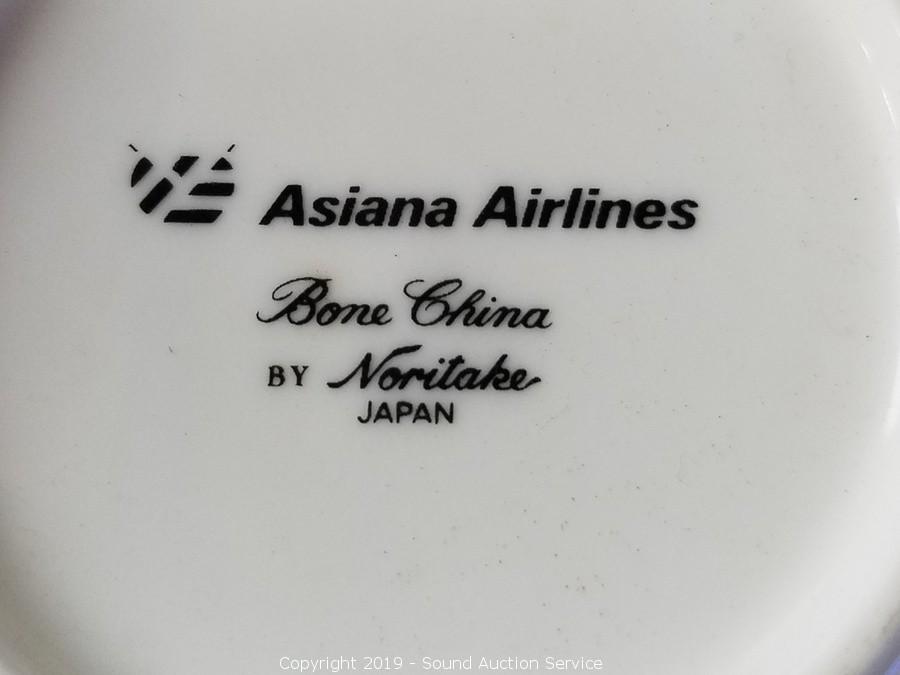 Asiana Airlines
Bone China
BY Noritake
JAPAN
Copyright 2019 - Sound Auction Service